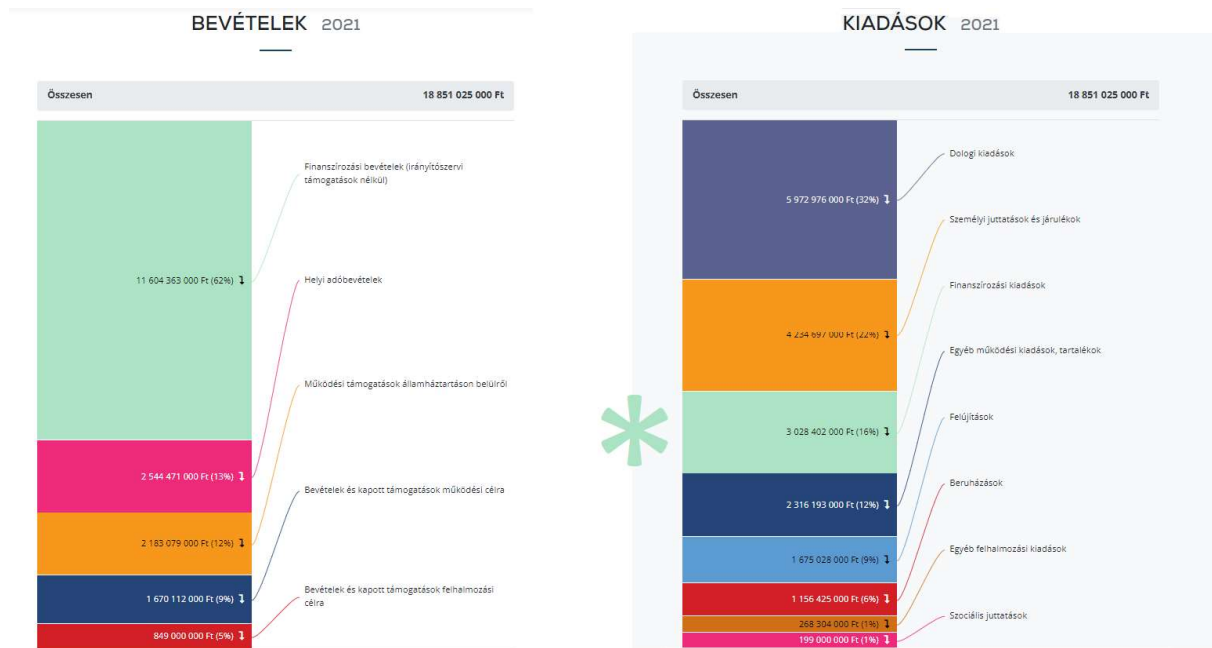 BEVÉTELEK 2021
Összesen 18 851 025 000 Ft
Finanszírozási bevételek (irányítószervi
támogatások nélkül)
11 604 363 000 Ft (62%)
Helyi adóbevételek
Működési támogatások államháztartáson belülről
2 544 471 000 Ft (13%)
Bevételek és kapott támogatások működési célra
2 183 079 000 Ft (12%)
Bevételek és kapott támogatások felhalmozási
célra
1 670 112 000 Ft (9%)
849 000 000 Ft (5%)
KIADÁSOK 2021
Összesen 18 851 025 000 Ft
Dologi kiadások
5 972 976 000 Ft (32%)
Személyi juttatások és járulékok
Finanszírozási kiadások
4 234 697 000 Ft (22%)
Egyéb működési kiadások, tartalékok
Felújítások
3 028 402 000 Ft (16%)
Beruházások
2 316 193 000 Ft (12%)
Egyéb felhalmozási kiadások
1 675 028 000 Ft (9%)
1 156 425 000 Ft (6%)
Szociális juttatások
268 304 000 Ft (1%)
199 000 000 Ft (1%)